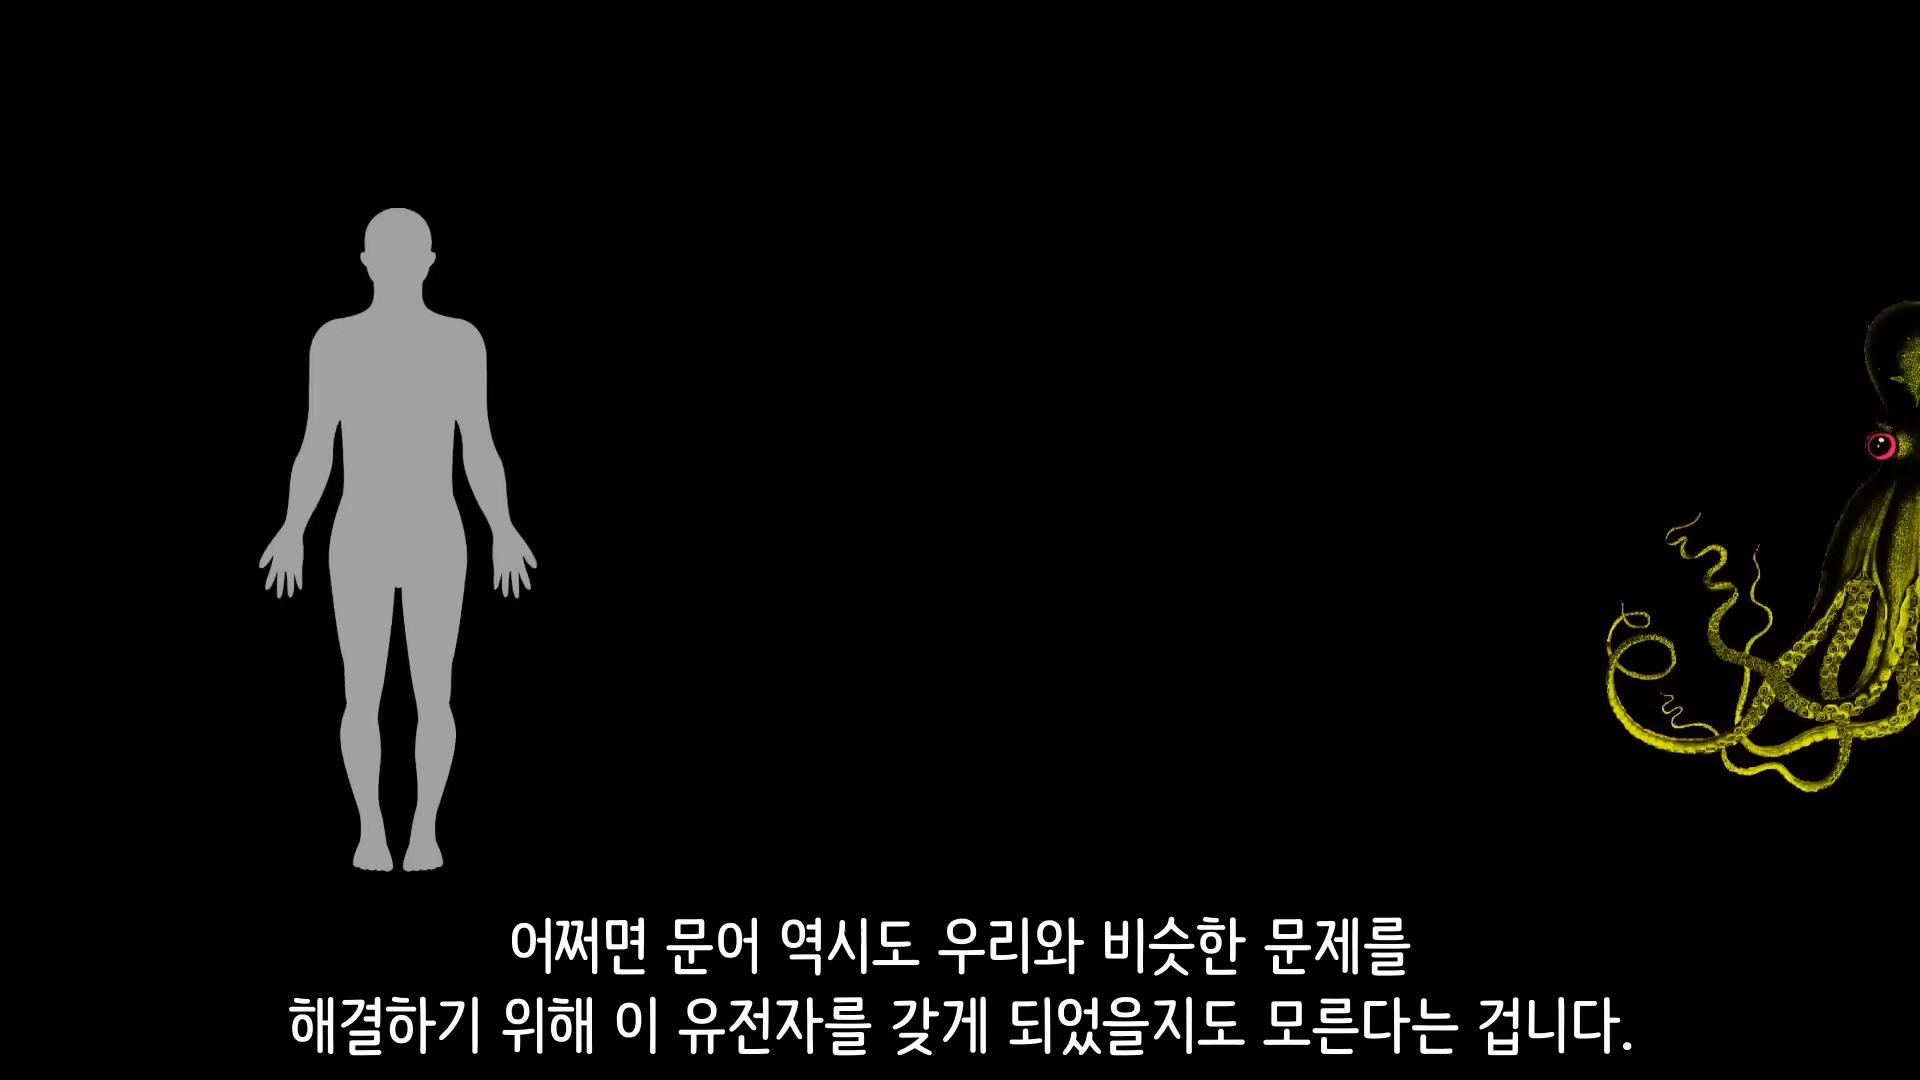 어쩌면 문어 역시도 우리와 비슷한 문제를
해결하기 위해 이 유전자를 갖게 되었을지도 모른다는 겁니다.